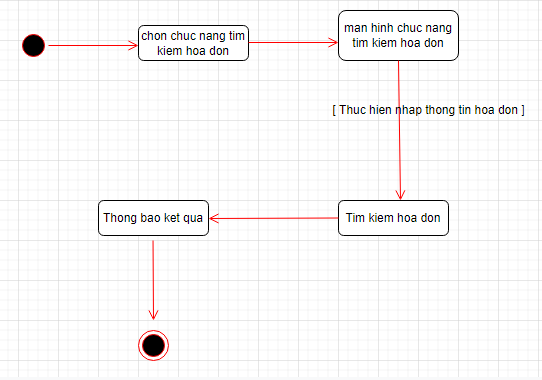 chon chuc nang tim
kiem hoa don
man hinh chuc nang
tim kiem hoa don
[ Thuc hien nhap thong tin hoa don ]
Tim kiem hoa don
Thong bao ket qua